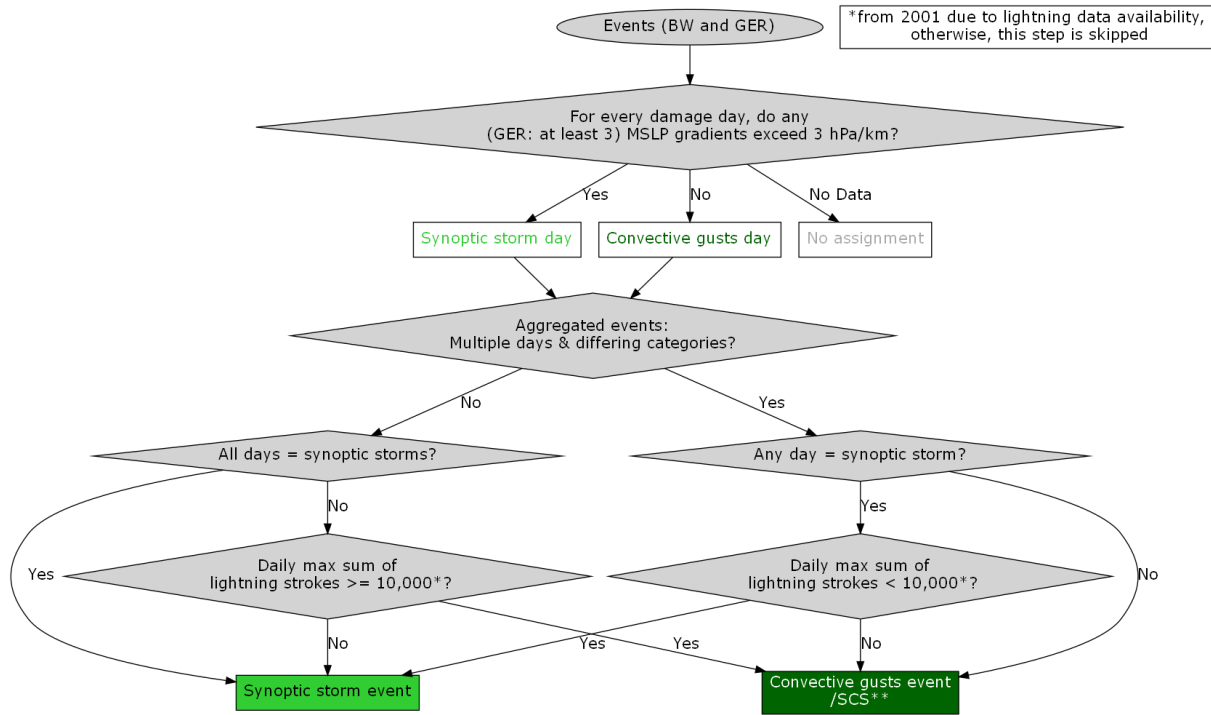 Events (BW and GER)
*from 2001 due to lightning data availability,
otherwise, this step is skipped
For every damage day, do any
(GER: at least 3) MSLP gradients exceed 3 hPa/km?
Yes
No
No Data
Synoptic storm day
Convective gusts day
No assignment
Aggregated events:
Multiple days & differing categories?
No
Yes
All days = synoptic storms?
Any day = synoptic storm?
No
Yes
Daily max sum of
lightning strokes >= 10,000*?
Daily max sum of
lightning strokes < 10,000*?
Yes
No
No
Yes
Yes
No
Synoptic storm event
Convective gusts event
/SCS**